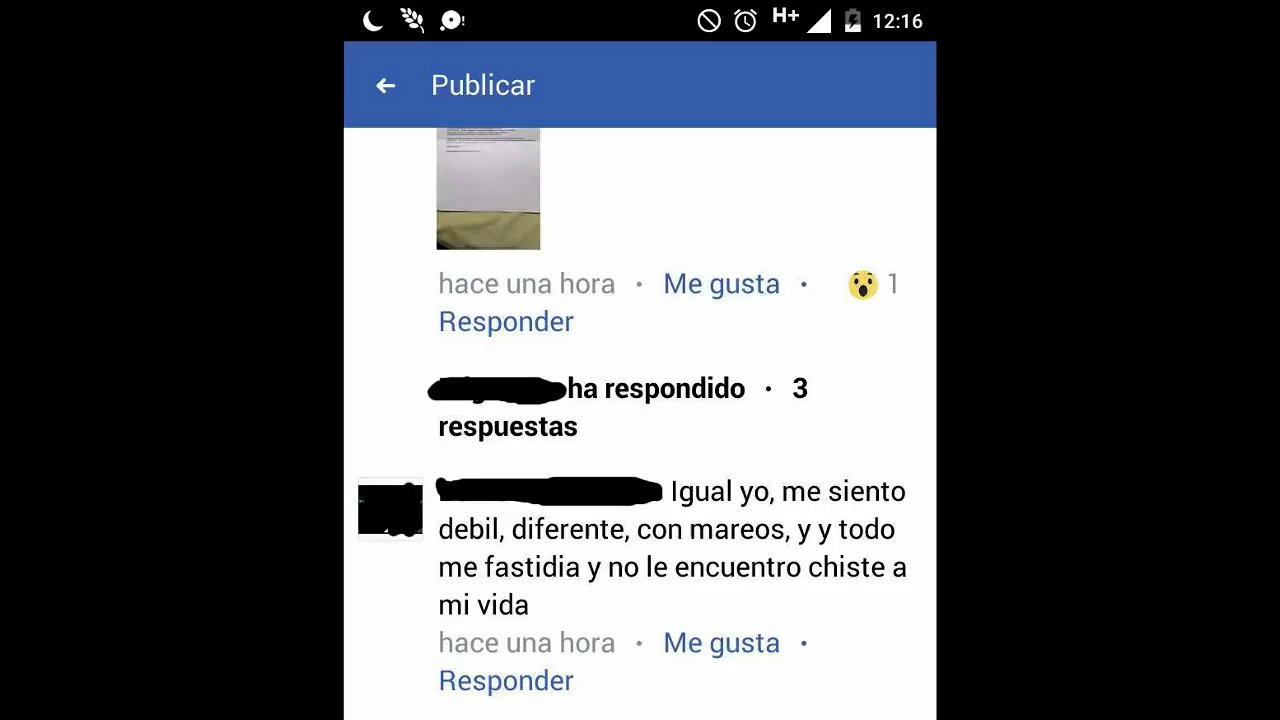 H+ 12:16
Publicar
hace una hora · Me gusta · 1
Responder
ha respondido · 3
respuestas
Igual yo, me siento
debil, diferente, con mareos, y y todo
me fastidia y no le encuentro chiste a
mi vida
hace una hora · Me gusta ·
Responder